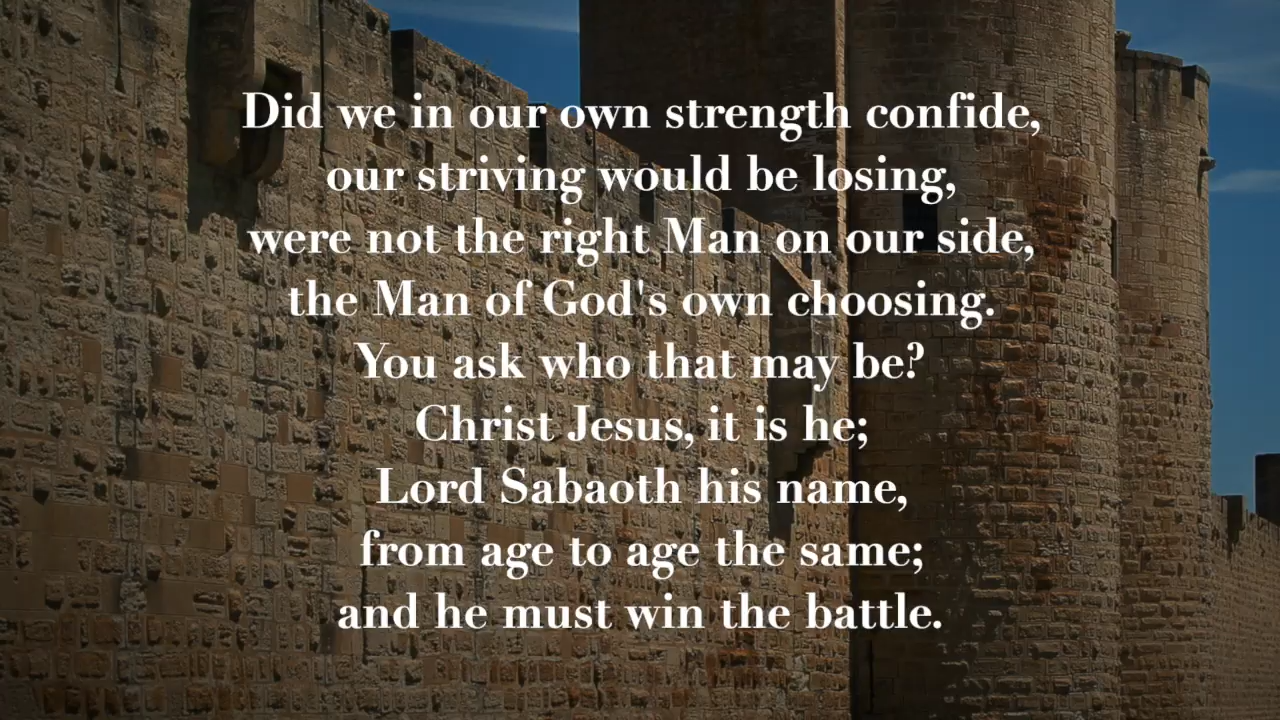 Did we in our own strength confide,
our striving would be losing,
were not the right Man on our side,
the Man of God's own choosing.
You ask who that may be?
Christ Jesus, it is he;
Lord Sabaoth his name,
from age to age the same;
and he must win the battle.